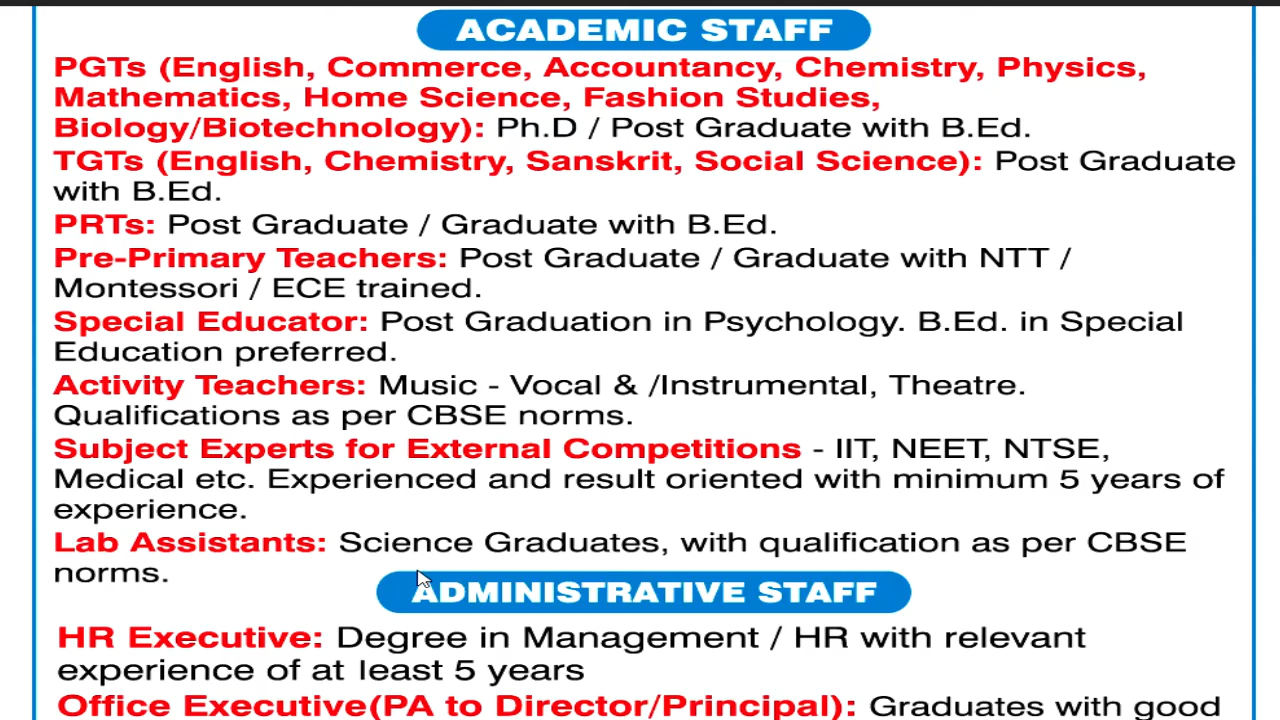 ACADEMIC STAFF
PGTs (English, Commerce, Accountancy, Chemistry, Physics,
Mathematics, Home Science, Fashion Studies,
Biology/Biotechnology): Ph.D / Post Graduate with B.Ed.
TGTs (English, Chemistry, Sanskrit, Social Science): Post Graduate
with B.Ed.
PRTs: Post Graduate / Graduate with B.Ed.
Pre-Primary Teachers: Post Graduate / Graduate with NTT /
Montessori / ECE trained.
Special Educator: Post Graduation in Psychology. B.Ed. in Special
Education preferred.
Activity Teachers: Music - Vocal & /Instrumental, Theatre.
Qualifications as per CBSE norms.
Subject Experts for External Competitions - IIT, NEET, NTSE,
Medical etc. Experienced and result oriented with minimum 5 years of
experience.
Lab Assistants: Science Graduates, with qualification as per CBSE
norms.
ADMINISTRATIVE STAFF
HR Executive: Degree in Management / HR with relevant
experience of at least 5 years
Office Executive(PA to Director/Principal): Graduates with good